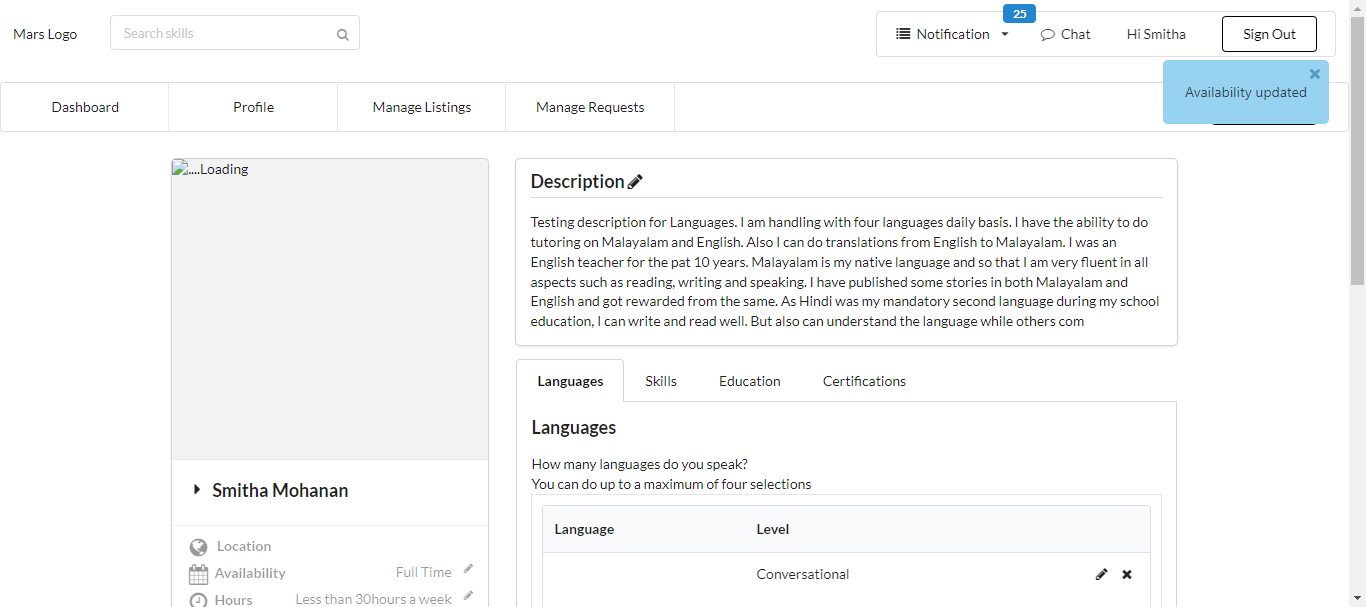 Mars Logo
Search skills
25
Notification
Chat
Hi Smitha
Sign Out
Availability updated
Dashboard
Profile
Manage Listings
Manage Requests
....Loading
Description
Testing description for Languages. I am handling with four languages daily basis. I have the ability to do
tutoring on Malayalam and English. Also I can do translations from English to Malayalam. I was an
English teacher for the pat 10 years. Malayalam is my native language and so that I am very fluent in all
aspects such as reading, writing and speaking. I have published some stories in both Malayalam and
English and got rewarded from the same. As Hindi was my mandatory second language during my school
education, I can write and read well. But also can understand the language while others com
Languages
Skills
Education
Certifications
Languages
How many languages do you speak?
You can do up to a maximum of four selections
Language
Level
Conversational
Smitha Mohanan
Location
Availability
Full Time
Hours
Less than 30hours a week